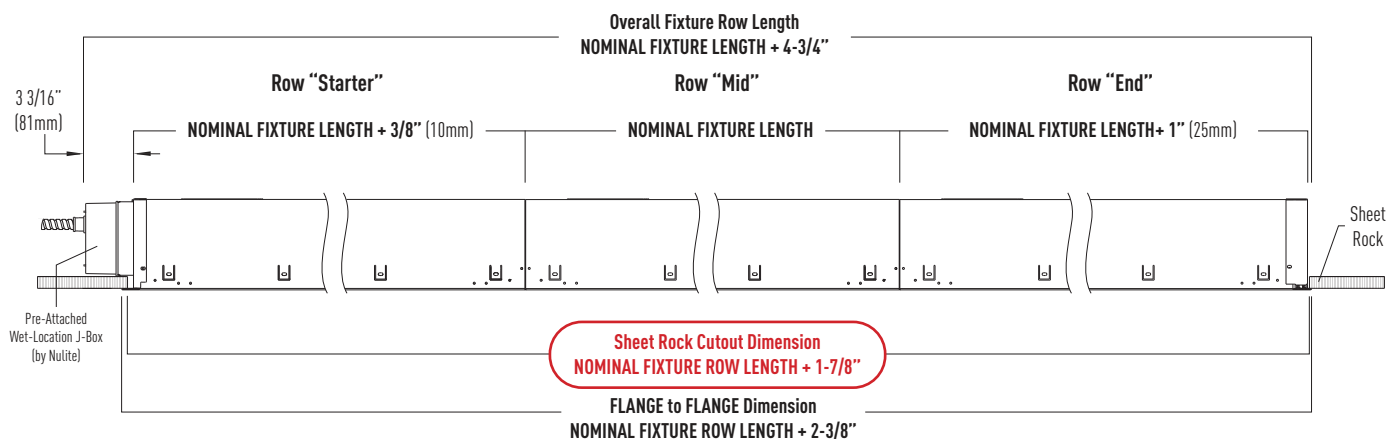 Overall Fixture Row Length
NOMINAL FIXTURE LENGTH + 4-3/4”
Row “Starter”
Row “Mid”
Row “End”
3 3/16”
(81mm)
NOMINAL FIXTURE LENGTH + 3/8” (10mm)
NOMINAL FIXTURE LENGTH
NOMINAL FIXTURE LENGTH+ 1” (25mm)
Sheet
Rock
Pre-Attached
Wet-Location J-Box
(by Nulite)
Sheet Rock Cutout Dimension
NOMINAL FIXTURE ROW LENGTH + 1-7/8”
FLANGE to FLANGE Dimension
NOMINAL FIXTURE ROW LENGTH + 2-3/8”